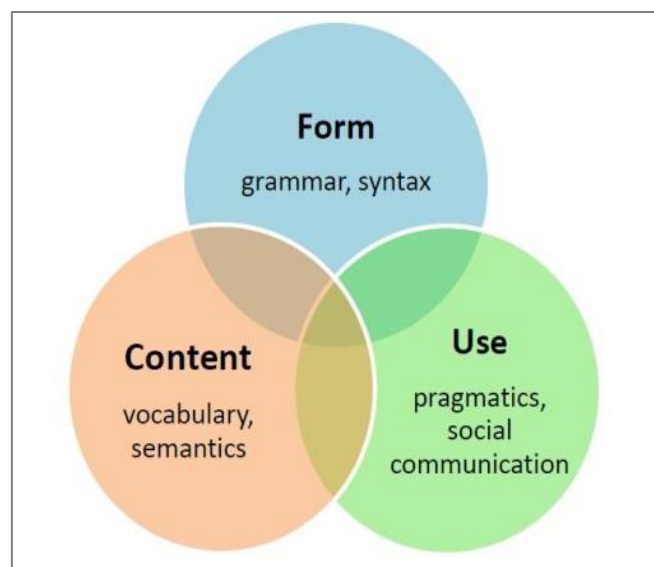 Form
grammar, syntax
Content
vocabulary,
semantics
Use
pragmatics,
social
communication